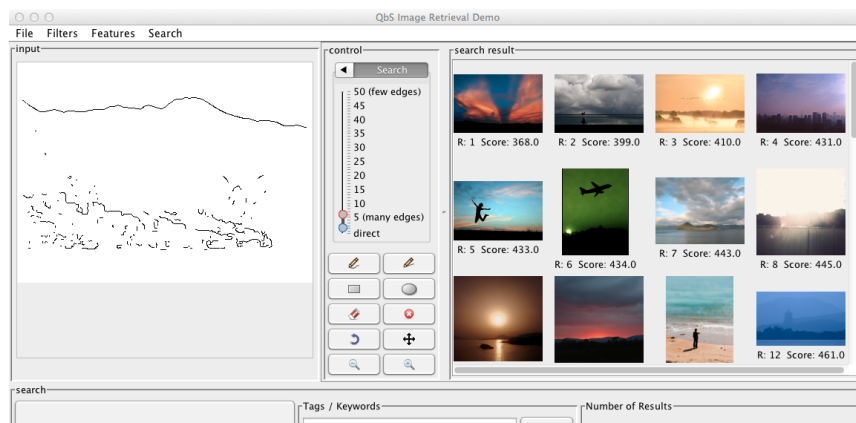 QbS Image Retrieval Demo
File Filters Features Search
input
control
Search
50 (few edges)
45
40
35
30
25
20
15
10
5 (many edges)
direct
search result
R: 1 Score: 368.0
R: 2 Score: 399.0
R: 3 Score: 410.0
R: 4 Score: 431.0
R: 5 Score: 433.0
R: 6 Score: 434.0
R: 7 Score: 443.0
R: 8 Score: 445.0
R: 12 Score: 461.0
search
Tags / Keywords
Number of Results